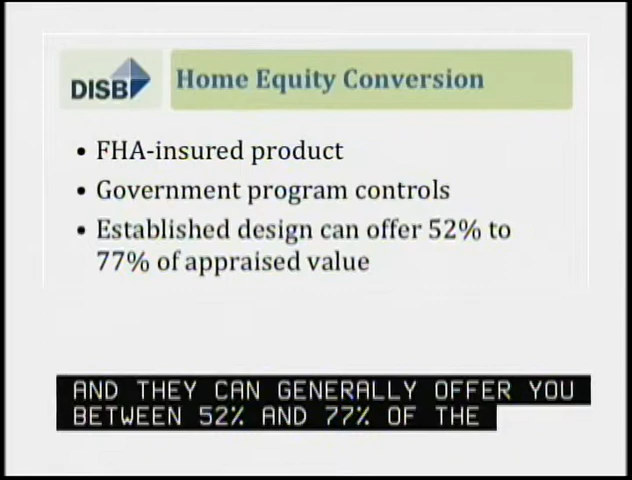 DISB
Home Equity Conversion
• FHA-insured product
• Government program controls
• Established design can offer 52% to
77% of appraised value
AND THEY CAN GENERALLY OFFER YOU
BETWEEN 52% AND 77% OF THE